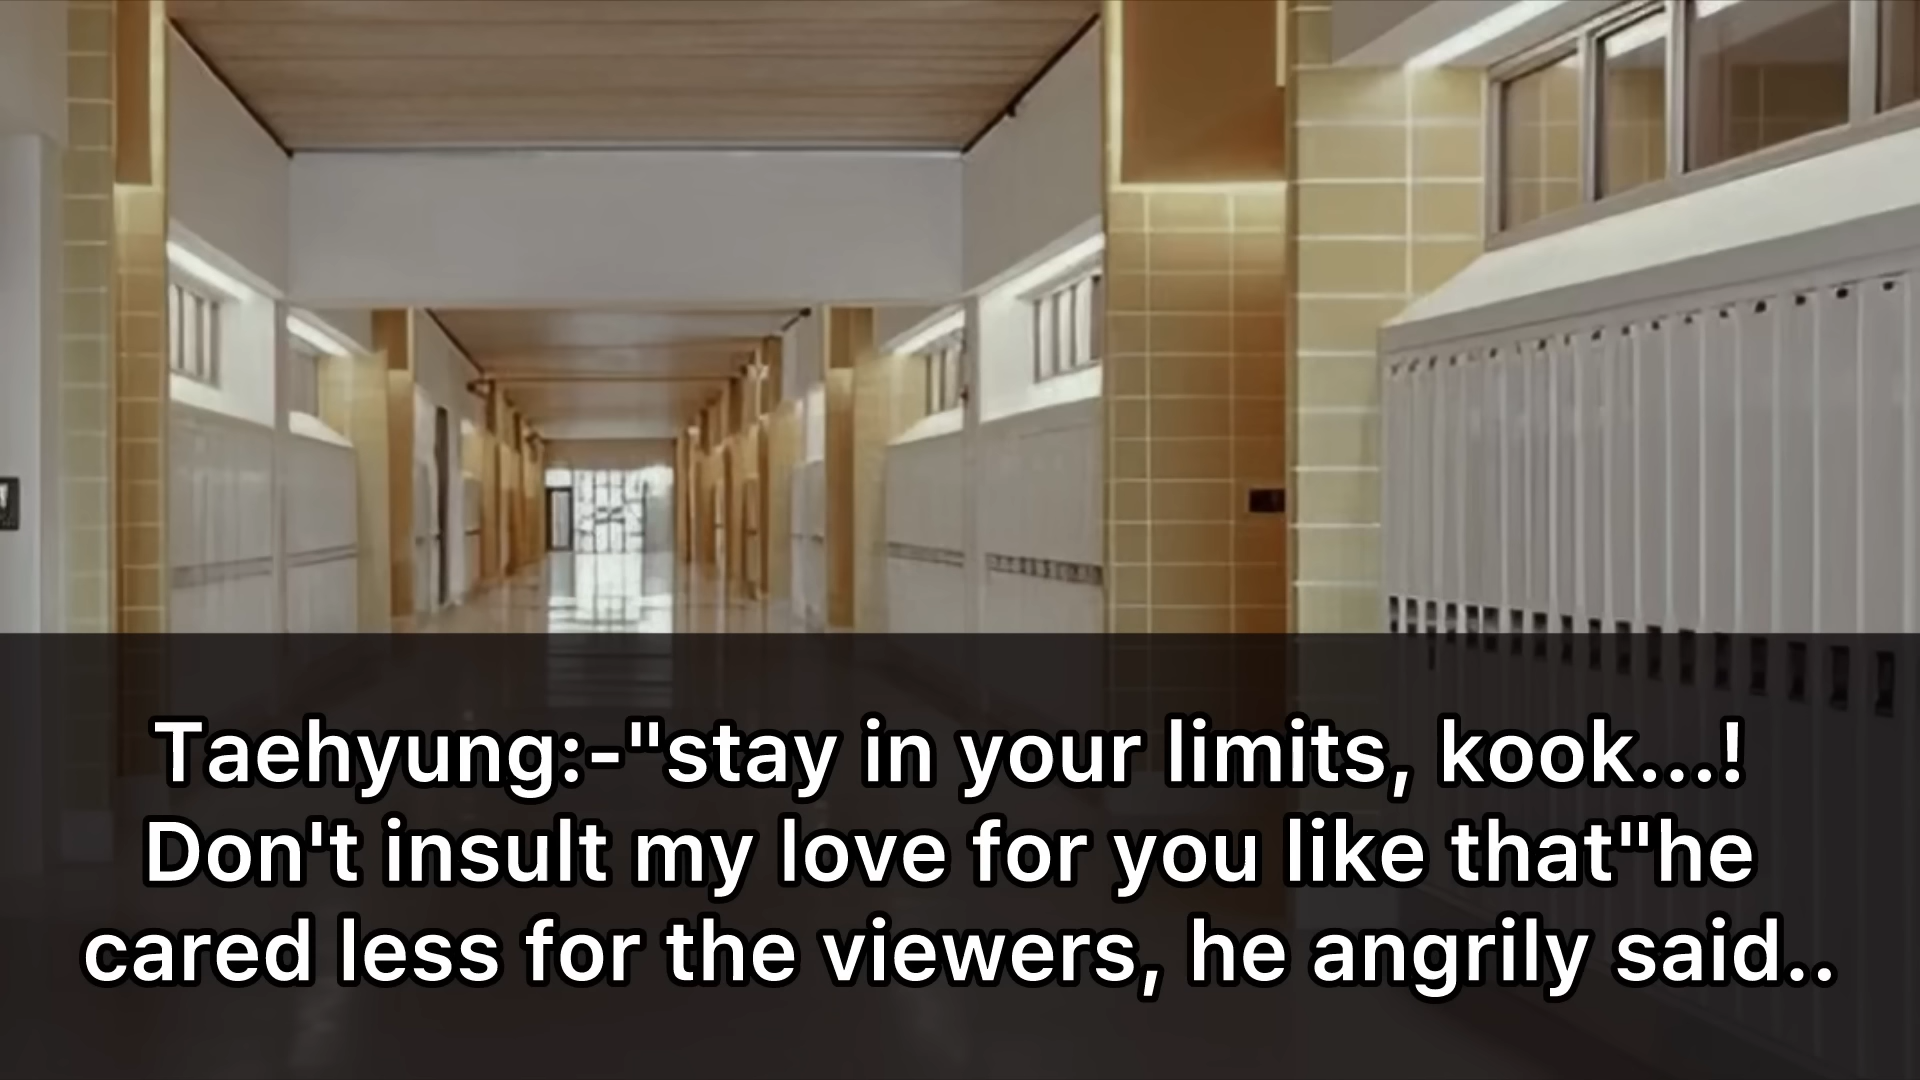 Taehyung:-"stay in your limits, kook...!
Don't insult my love for you like that"he
cared less for the viewers, he angrily said..